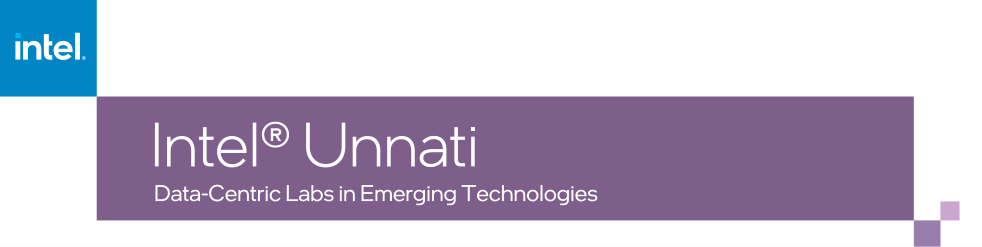 intel.
Intel® Unnati
Data-Centric Labs in Emerging Technologies